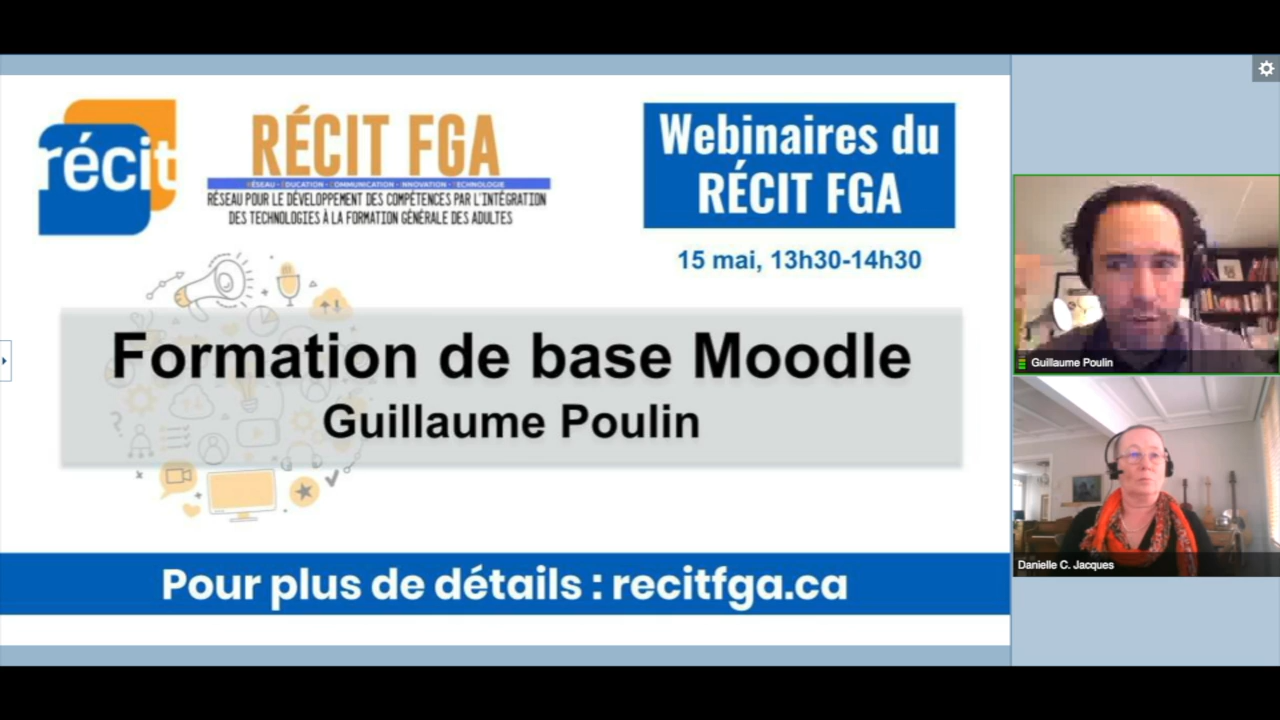 récit
RÉCIT FGA
RÉSEAU - ÉDUCATION - COMMUNICATION - INNOVATION - TECHNOLOGIE
RÉSEAU POUR LE DÉVELOPPEMENT DES COMPÉTENCES PAR L'INTÉGRATION
DES TECHNOLOGIES À LA FORMATION GÉNÉRALE DES ADULTES
Webinaires du
RÉCIT FGA
15 mai, 13h30-14h30
Formation de base Moodle
Guillaume Poulin
Pour plus de détails : recitfga.ca
Guillaume Poulin
Danielle C. Jacques